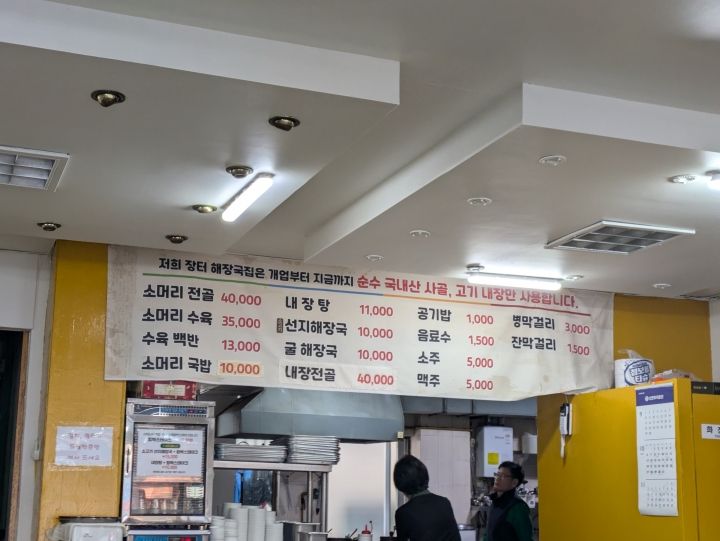 저희 장터 해장국집은 개업부터 지금까지 순수 국내산 사골, 고기 내장만 사용합니다.
소머리 전골 40,000
소머리 수육 35,000
수육 백반 13,000
소머리 국밥 10,000
내 장 탕 11,000
선지해장국 10,000
굴 해장국 10,000
내장전골 40,000
공기밥 1,000
음료수 1,500
소주 5,000
맥주 5,000
병막걸리 3,000
잔막걸리 1,500